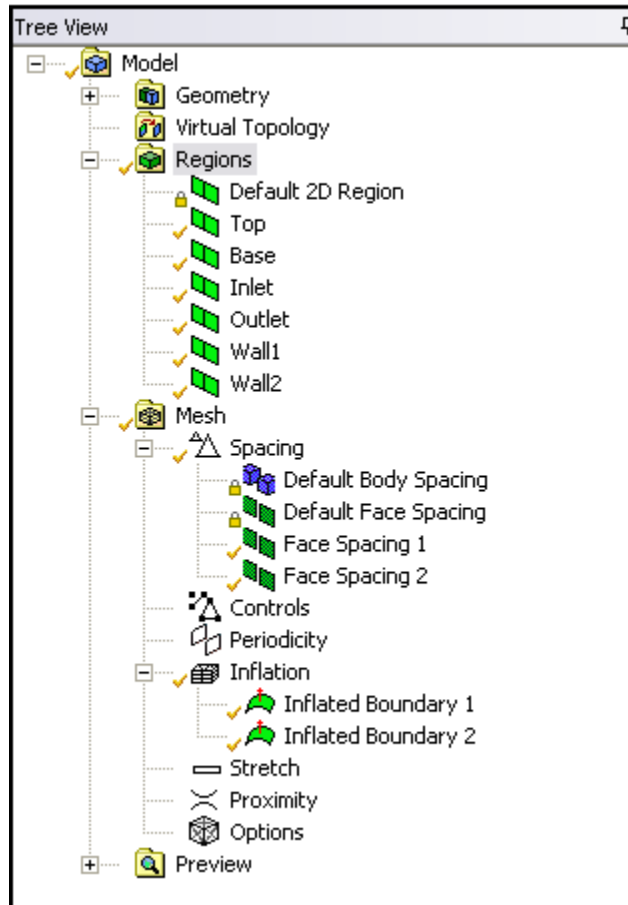 Tree View
Model
Geometry
Virtual Topology
Regions
Default 2D Region
Top
Base
Inlet
Outlet
Wall1
Wall2
Mesh
Spacing
Default Body Spacing
Default Face Spacing
Face Spacing 1
Face Spacing 2
Controls
Periodicity
Inflation
Inflated Boundary 1
Inflated Boundary 2
Stretch
Proximity
Options
Preview